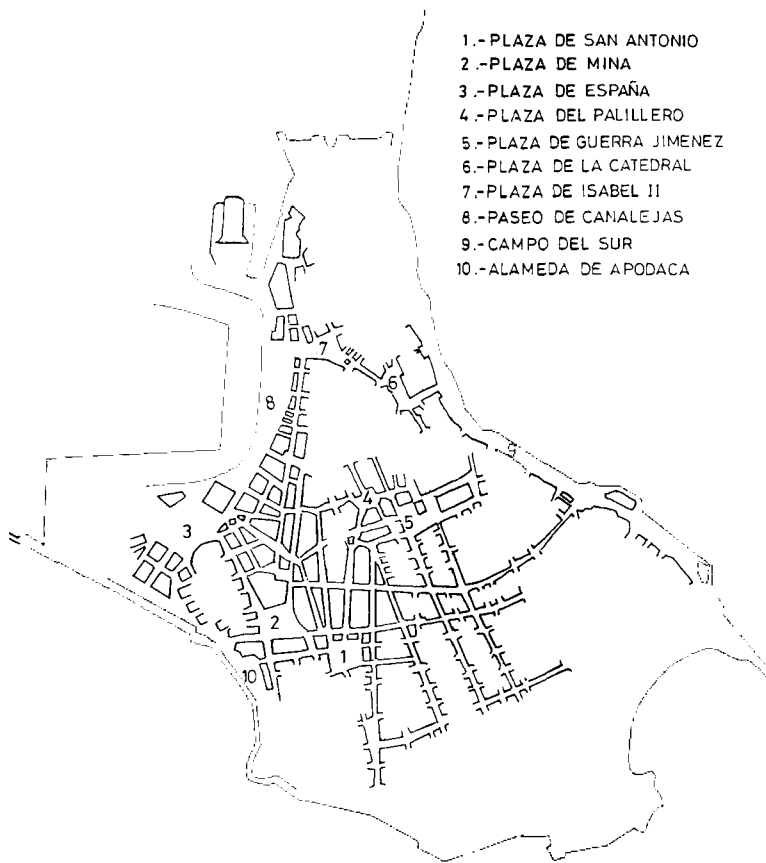 1.-PLAZA DE SAN ANTONIO
2.-PLAZA DE MINA
3.-PLAZA DE ESPAÑA
4.-PLAZA DEL PALILLERO
5.-PLAZA DE GUERRA JIMENEZ
6.-PLAZA DE LA CATEDRAL
7.-PLAZA DE ISABEL II
8.-PASEO DE CANALEJAS
9.-CAMPO DEL SUR
10.-ALAMEDA DE APODACA
7
6
8
4
5
3
2
1
10